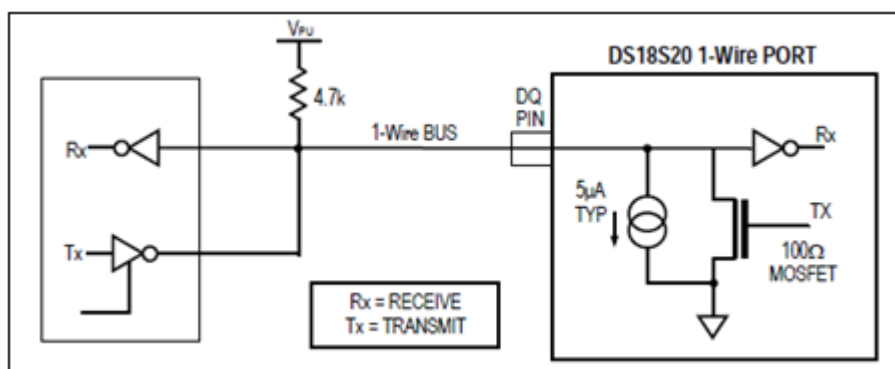 VPU
DS18S20 1-Wire PORT
4.7k
DQ
PIN
Rx
1-Wire BUS
Rx
5µA
TYP
TX
Tx
100Ω
MOSFET
Rx = RECEIVE
Tx = TRANSMIT